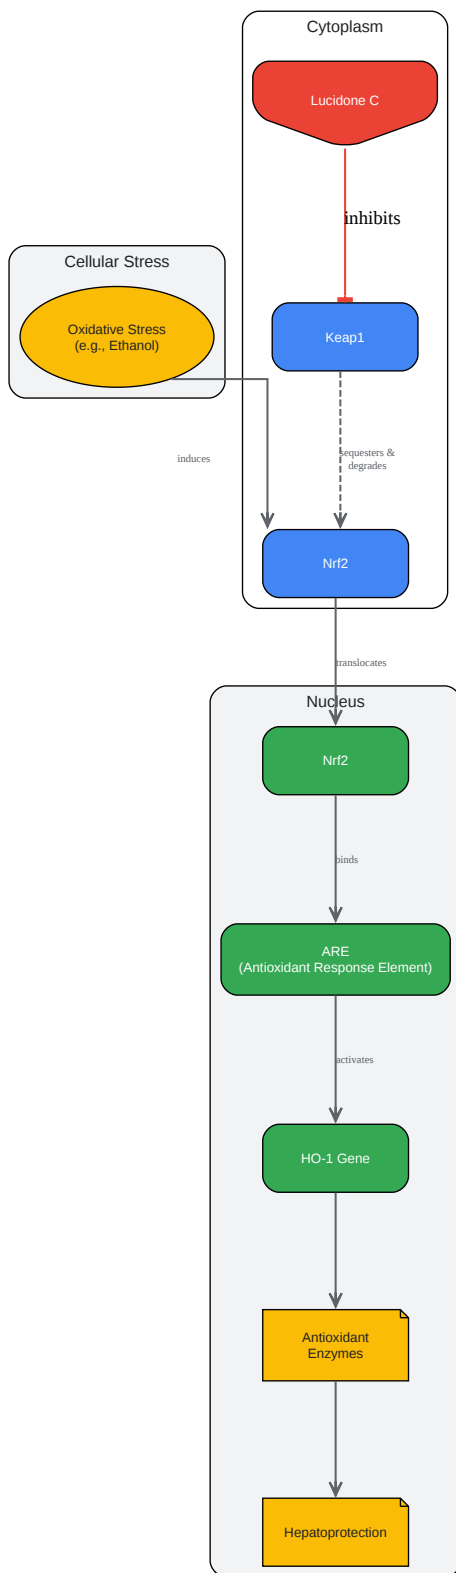 Cytoplasm
Lucidone C
inhibits
Cellular Stress
Oxidative Stress
(e.g., Ethanol)
Keap1
induces
sequesters &
degrades
Nrf2
translocates
Nucleus
Nrf2
binds
ARE
(Antioxidant Response Element)
activates
HO-1 Gene
Antioxidant
Enzymes
Hepatoprotection